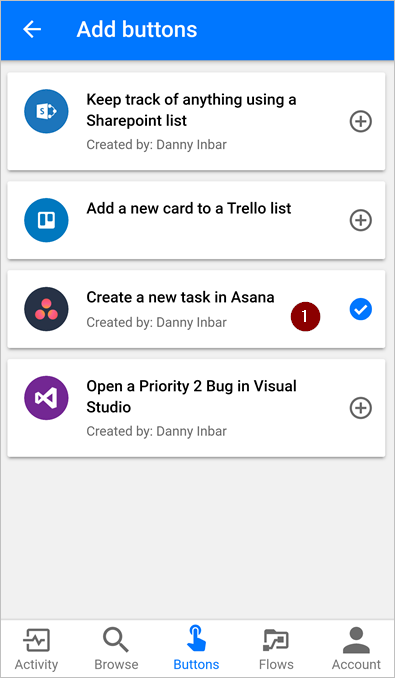 Add buttons
Keep track of anything using a
Sharepoint list
Created by: Danny Inbar
Add a new card to a Trello list
Create a new task in Asana
Created by: Danny Inbar
1
Open a Priority 2 Bug in Visual
Studio
Created by: Danny Inbar
Activity
Browse
Buttons
Flows
Account